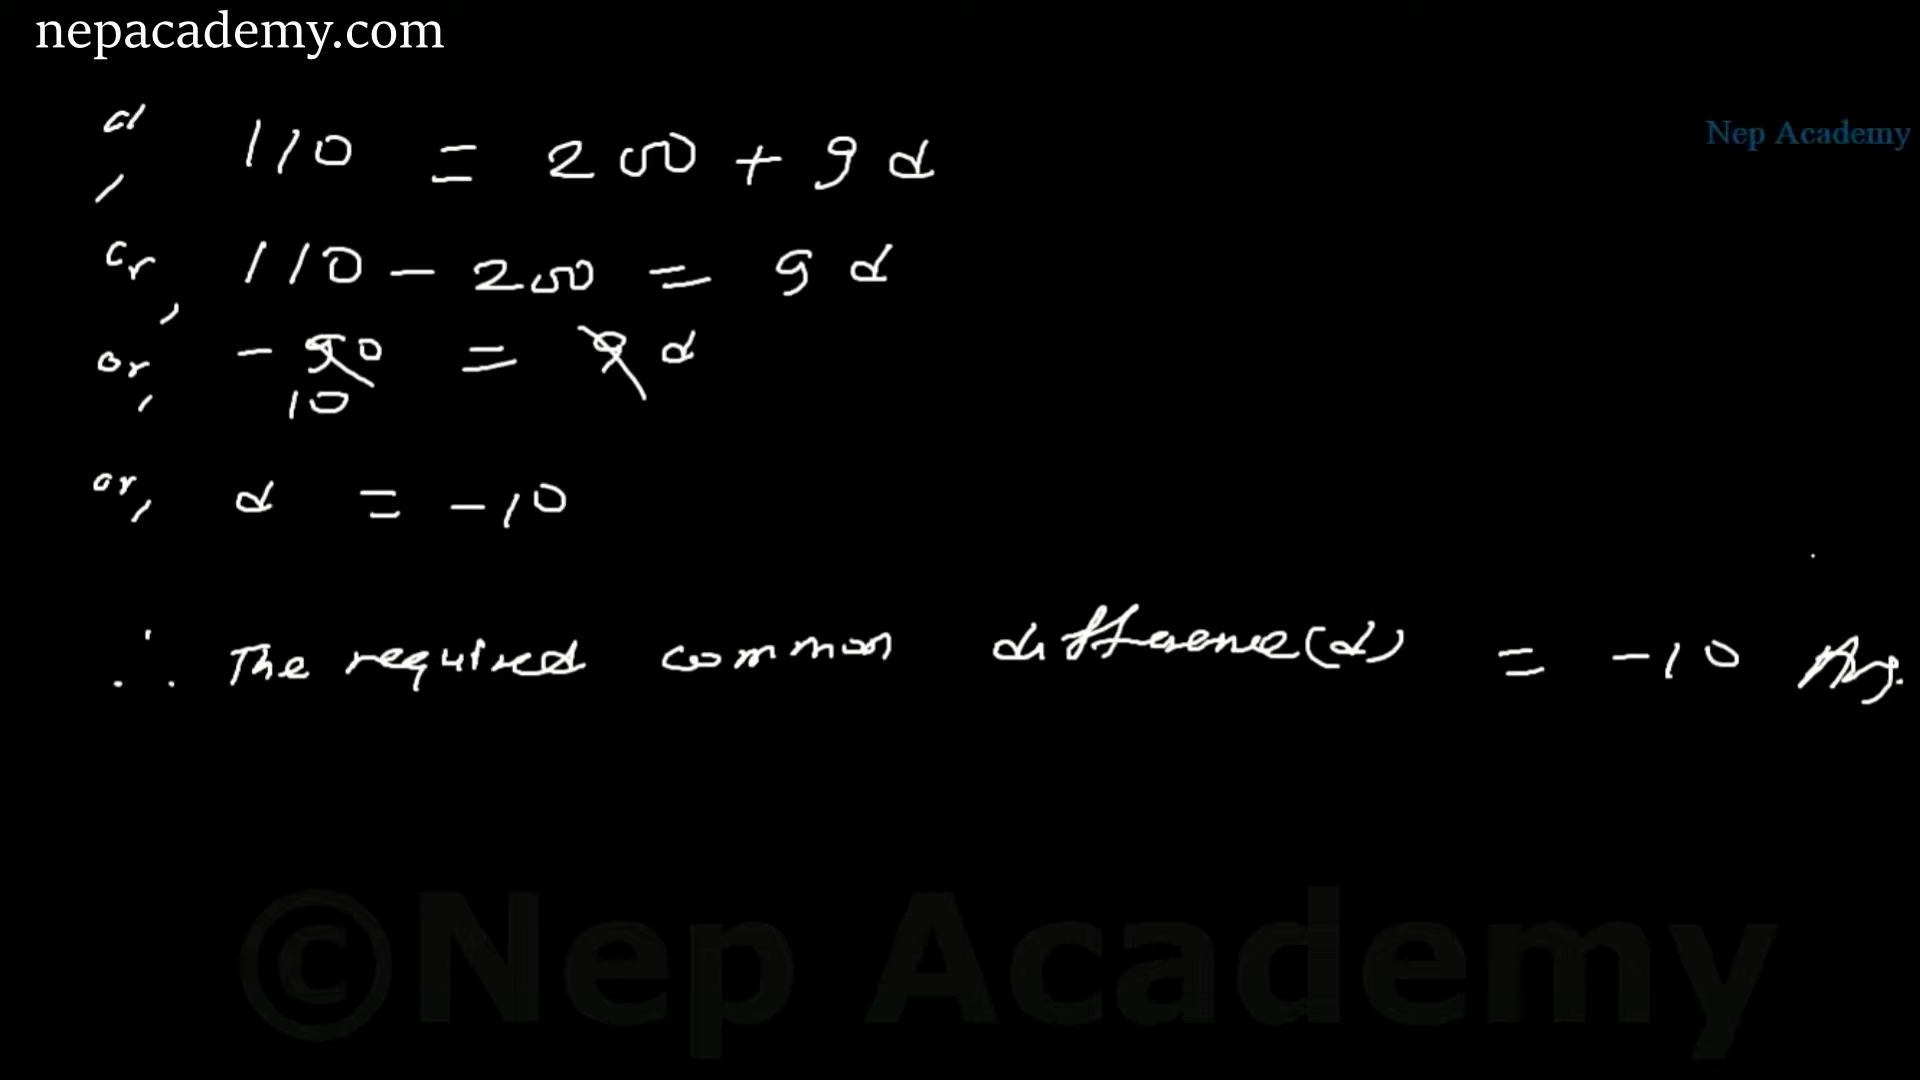 nepacademy.com
Nep Academy
or, 110 = 200 + 9d
or, 110 - 200 = 9d
or, - 90 = 9d
10
or, d = -10
∴ The required common difference(d) = -10 Ans.
©Nep Academy